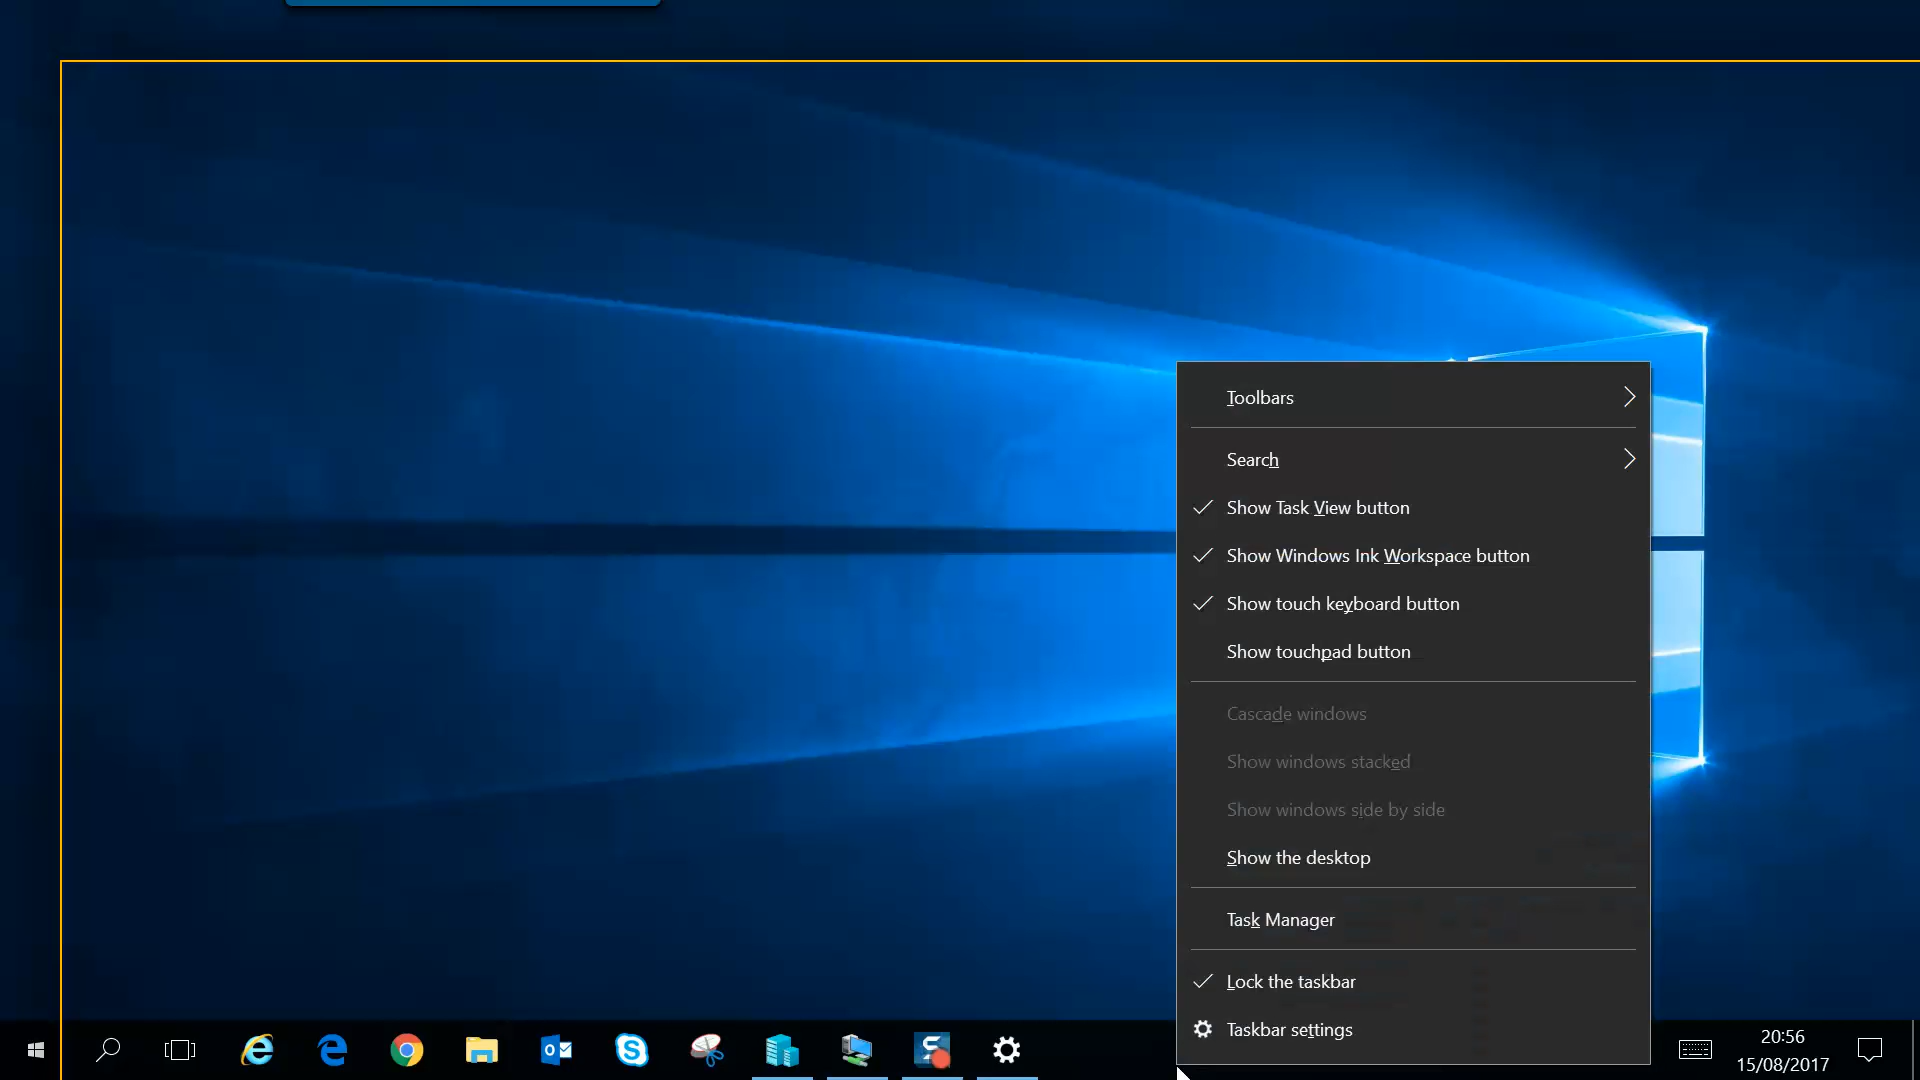 Toolbars
Search
Show Task View button
Show Windows Ink Workspace button
Show touch keyboard button
Show touchpad button
Cascade windows
Show windows stacked
Show windows side by side
Show the desktop
Task Manager
Lock the taskbar
Taskbar settings
20:56
15/08/2017